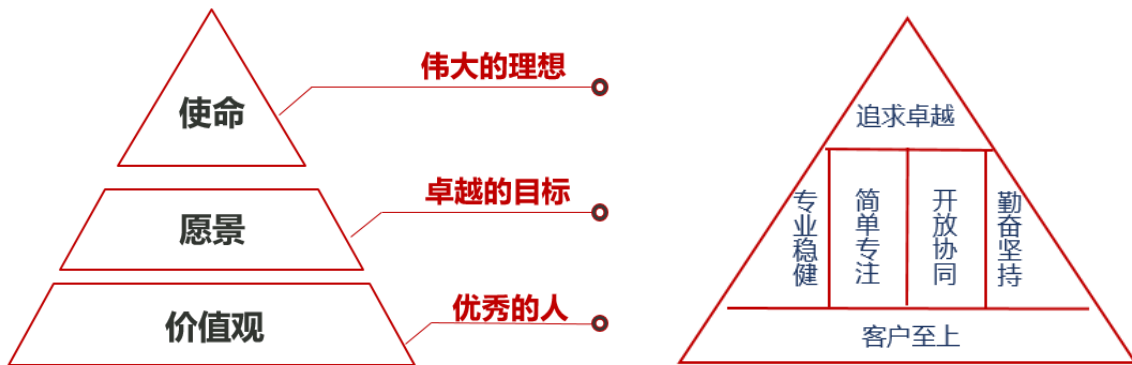 伟大的理想
使命
卓越的目标
愿景
优秀的人
价值观
追求卓越
专业稳健
简单专注
开放协同
勤奋坚持
客户至上